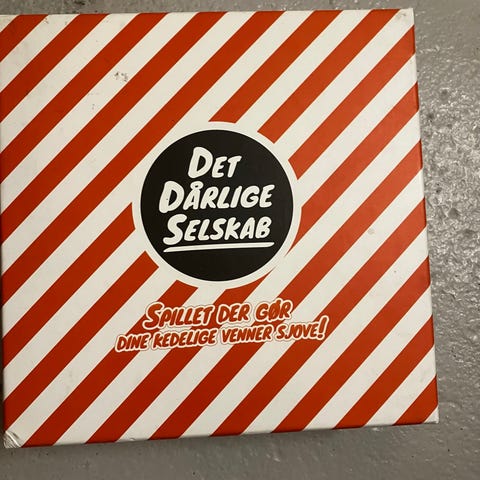 DET
DÅRLIGE
SELSKAB
SPILLET DER GØR
DINE KEDELIGE VENNER SJOVE!